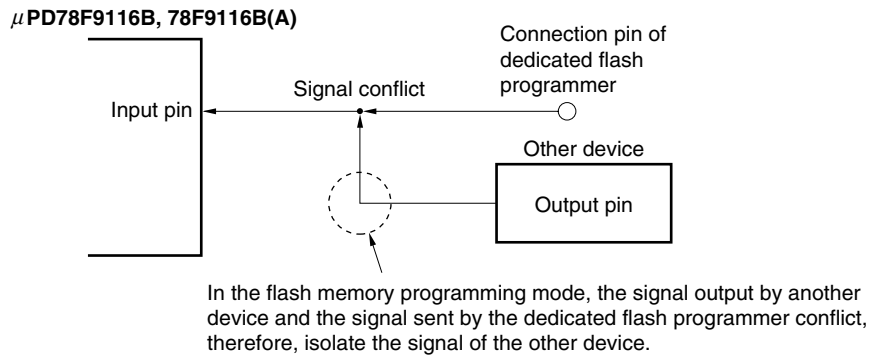 μPD78F9116B, 78F9116B(A)
Connection pin of
dedicated flash
programmer
Signal conflict
Input pin
Other device
Output pin
In the flash memory programming mode, the signal output by another
device and the signal sent by the dedicated flash programmer conflict,
therefore, isolate the signal of the other device.